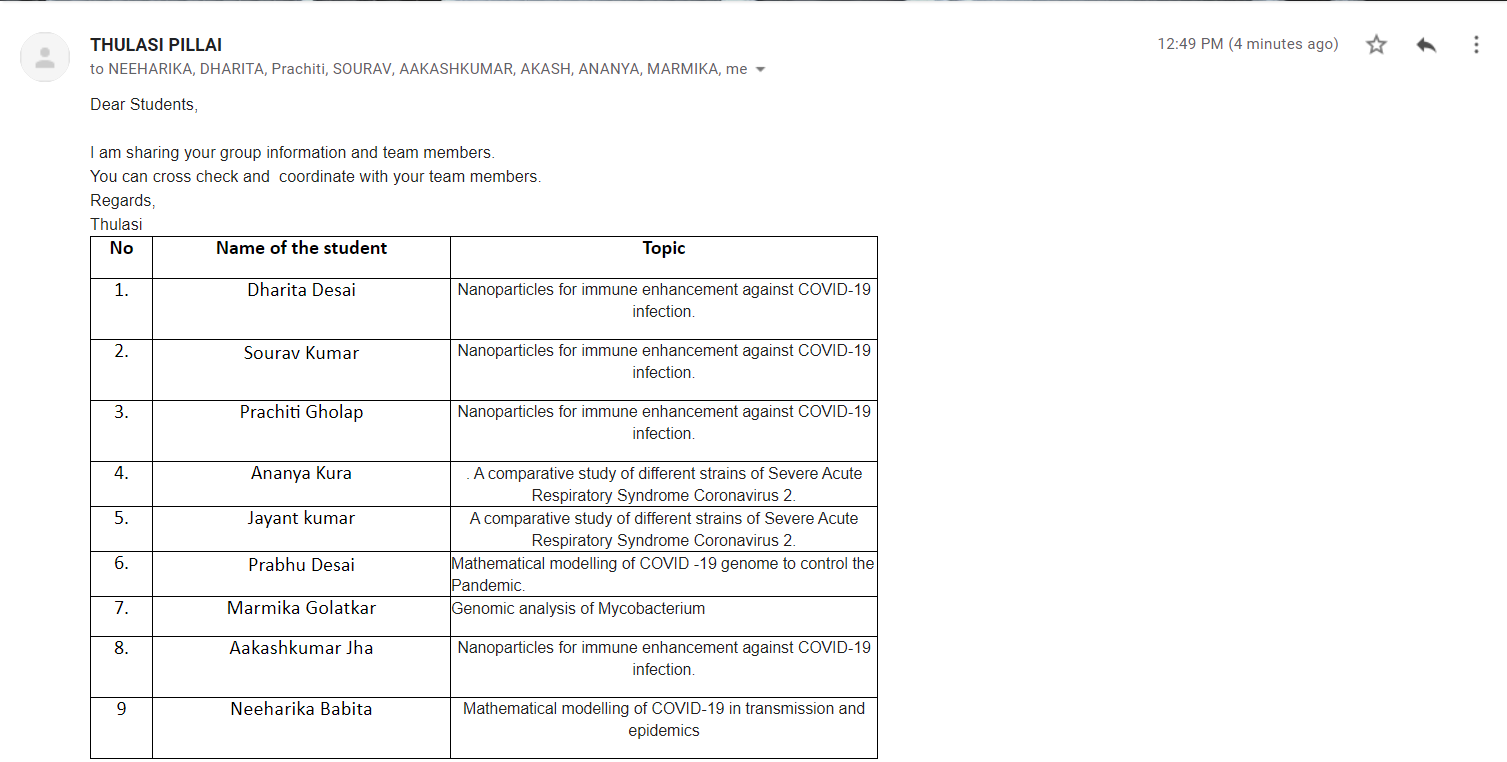 THULASI PILLAI
12:49 PM (4 minutes ago)
to NEEHARIKA, DHARITA, Prachiti, SOURAV, AAKASHKUMAR, AKASH, ANANYA, MARMIKA, me
Dear Students,
I am sharing your group information and team members.
You can cross check and  coordinate with your team members.
Regards,
Thulasi
No Name of the student Topic
1. Dharita Desai Nanoparticles for immune enhancement against COVID-19
infection.
2. Sourav Kumar Nanoparticles for immune enhancement against COVID-19
infection.
3. Prachiti Gholap Nanoparticles for immune enhancement against COVID-19
infection.
4. Ananya Kura . A comparative study of different strains of Severe Acute
Respiratory Syndrome Coronavirus 2.
5. Jayant kumar A comparative study of different strains of Severe Acute
Respiratory Syndrome Coronavirus 2.
6. Prabhu Desai Mathematical modelling of COVID -19 genome to control the
Pandemic.
7. Marmika Golatkar Genomic analysis of Mycobacterium
8. Aakashkumar Jha Nanoparticles for immune enhancement against COVID-19
infection.
9 Neeharika Babita Mathematical modelling of COVID-19 in transmission and
epidemics